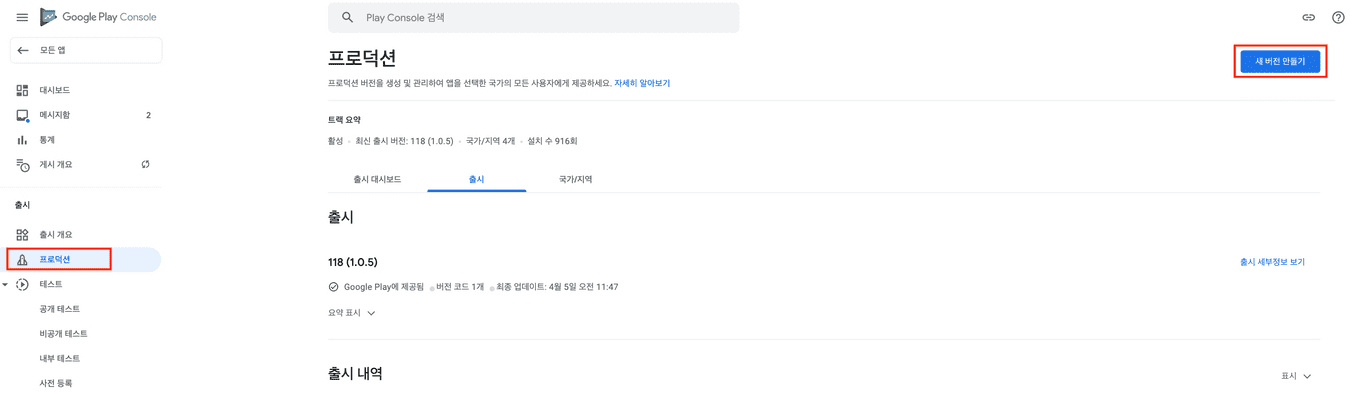 Google Play Console
Play Console 검색
모든 앱
대시보드
메시지함 2
통계
게시 개요
출시
출시 개요
프로덕션
테스트
공개 테스트
비공개 테스트
내부 테스트
사전 등록
프로덕션
새 버전 만들기
프로덕션 버전을 생성 및 관리하여 앱을 선택한 국가의 모든 사용자에게 제공하세요. 자세히 알아보기
트랙 요약
활성 · 최신 출시 버전: 118 (1.0.5) · 국가/지역 4개 · 설치 수 916회
출시 대시보드 출시 국가/지역
출시
118 (1.0.5)
출시 세부정보 보기
Google Play에 제공됨 버전 코드 1개 최종 업데이트: 4월 5일 오전 11:47
요약 표시
출시 내역
표시